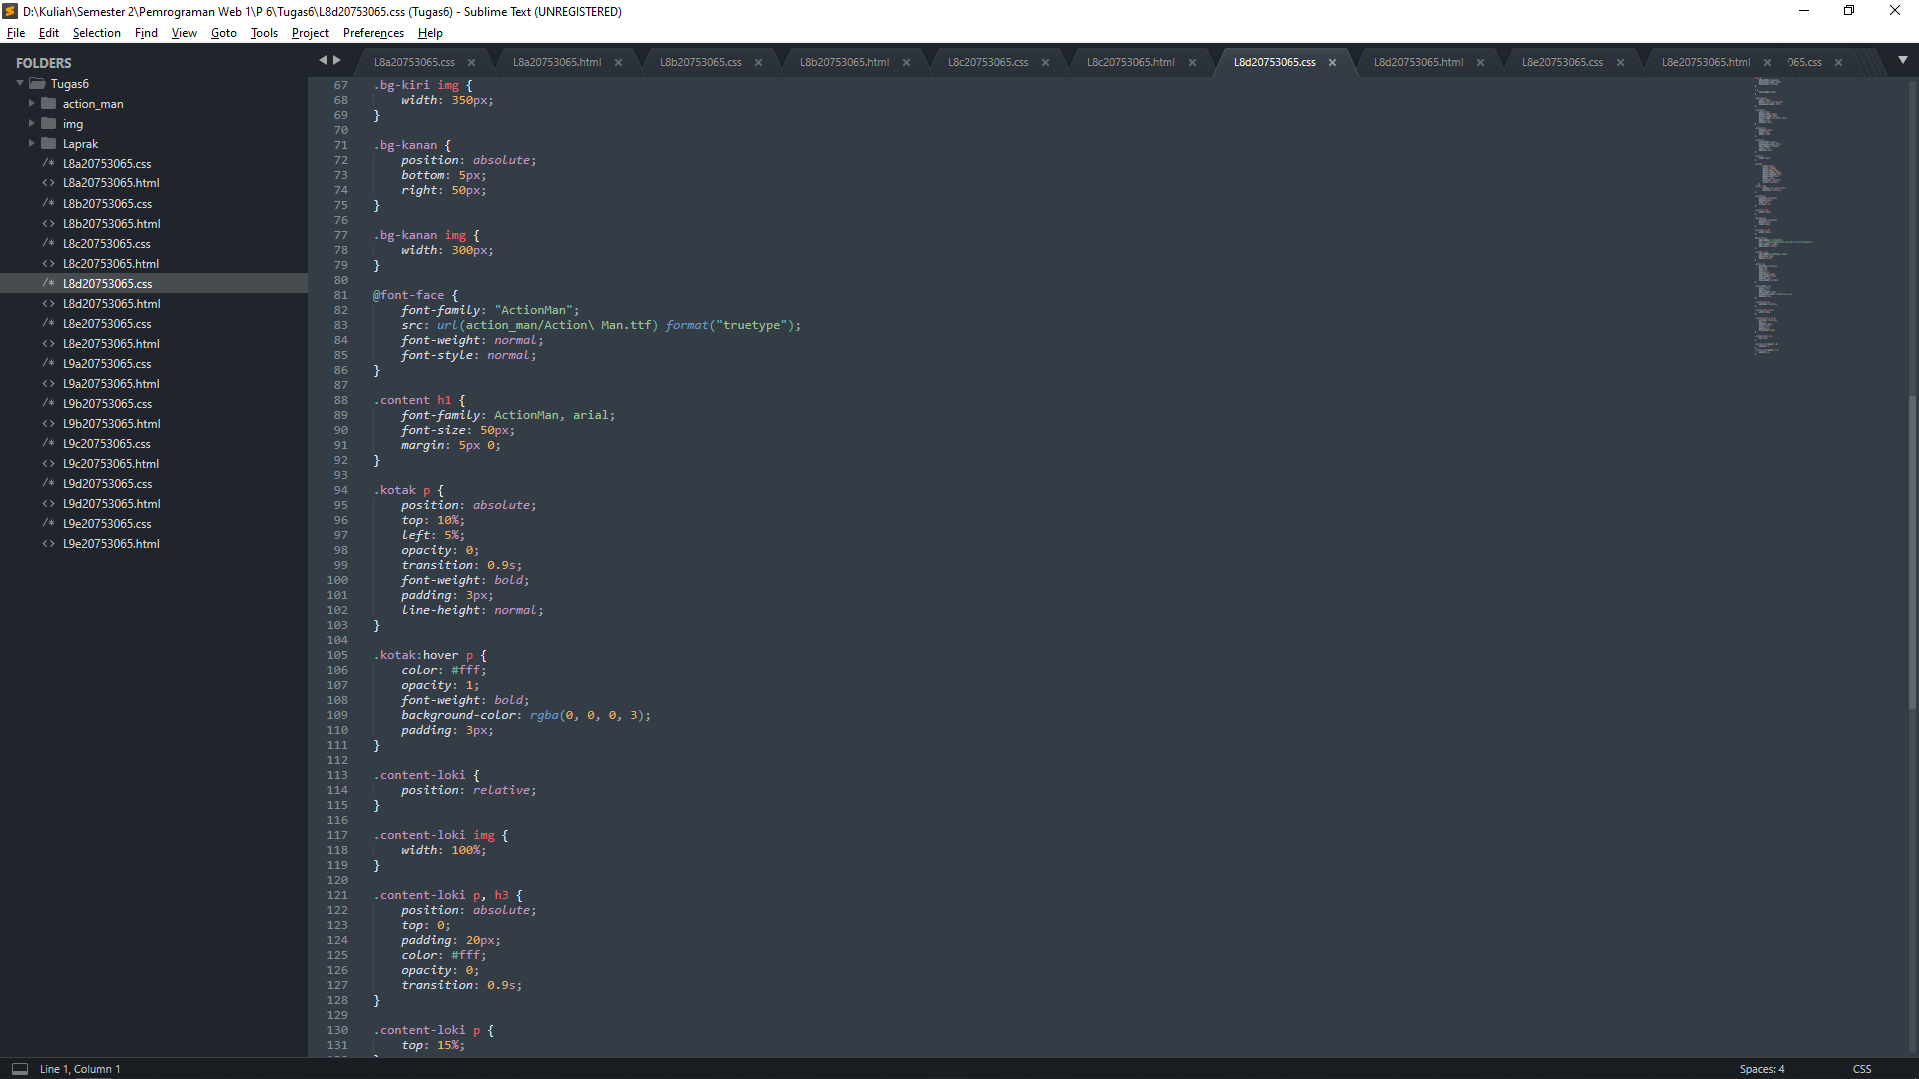 D:\Kuliah\Semester 2\Pemrograman Web 1\P 6\Tugas6\L8d20753065.css (Tugas6) - Sublime Text (UNREGISTERED)
File Edit Selection Find View Goto Tools Project Preferences Help
FOLDERS
Tugas6
action_man
img
Laprak
/* L8a20753065.css
<> L8a20753065.html
/* L8b20753065.css
<> L8b20753065.html
/* L8c20753065.css
<> L8c20753065.html
/* L8d20753065.css
<> L8d20753065.html
/* L8e20753065.css
<> L8e20753065.html
/* L9a20753065.css
<> L9a20753065.html
/* L9b20753065.css
<> L9b20753065.html
/* L9c20753065.css
<> L9c20753065.html
/* L9d20753065.css
<> L9d20753065.html
/* L9e20753065.css
<> L9e20753065.html
L8a20753065.css L8a20753065.html L8b20753065.css L8b20753065.html L8c20753065.css L8c20753065.html L8d20753065.css L8d20753065.html L8e20753065.css L8e20753065.html 065.css
67 .bg-kiri img {
68 width: 350px;
69 }
70
71 .bg-kanan {
72 position: absolute;
73 bottom: 5px;
74 right: 50px;
75 }
76
77 .bg-kanan img {
78 width: 300px;
79 }
80
81 @font-face {
82 font-family: "ActionMan";
83 src: url(action_man/Action\ Man.ttf) format("truetype");
84 font-weight: normal;
85 font-style: normal;
86 }
87
88 .content h1 {
89 font-family: ActionMan, arial;
90 font-size: 50px;
91 margin: 5px 0;
92 }
93
94 .kotak p {
95 position: absolute;
96 top: 10%;
97 left: 5%;
98 opacity: 0;
99 transition: 0.9s;
100 font-weight: bold;
101 padding: 3px;
102 line-height: normal;
103 }
104
105 .kotak:hover p {
106 color: #fff;
107 opacity: 1;
108 font-weight: bold;
109 background-color: rgba(0, 0, 0, 3);
110 padding: 3px;
111 }
112
113 .content-loki {
114 position: relative;
115 }
116
117 .content-loki img {
118 width: 100%;
119 }
120
121 .content-loki p, h3 {
122 position: absolute;
123 top: 0;
124 padding: 20px;
125 color: #fff;
126 opacity: 0;
127 transition: 0.9s;
128 }
129
130 .content-loki p {
131 top: 15%;
Line 1, Column 1 Spaces: 4 CSS